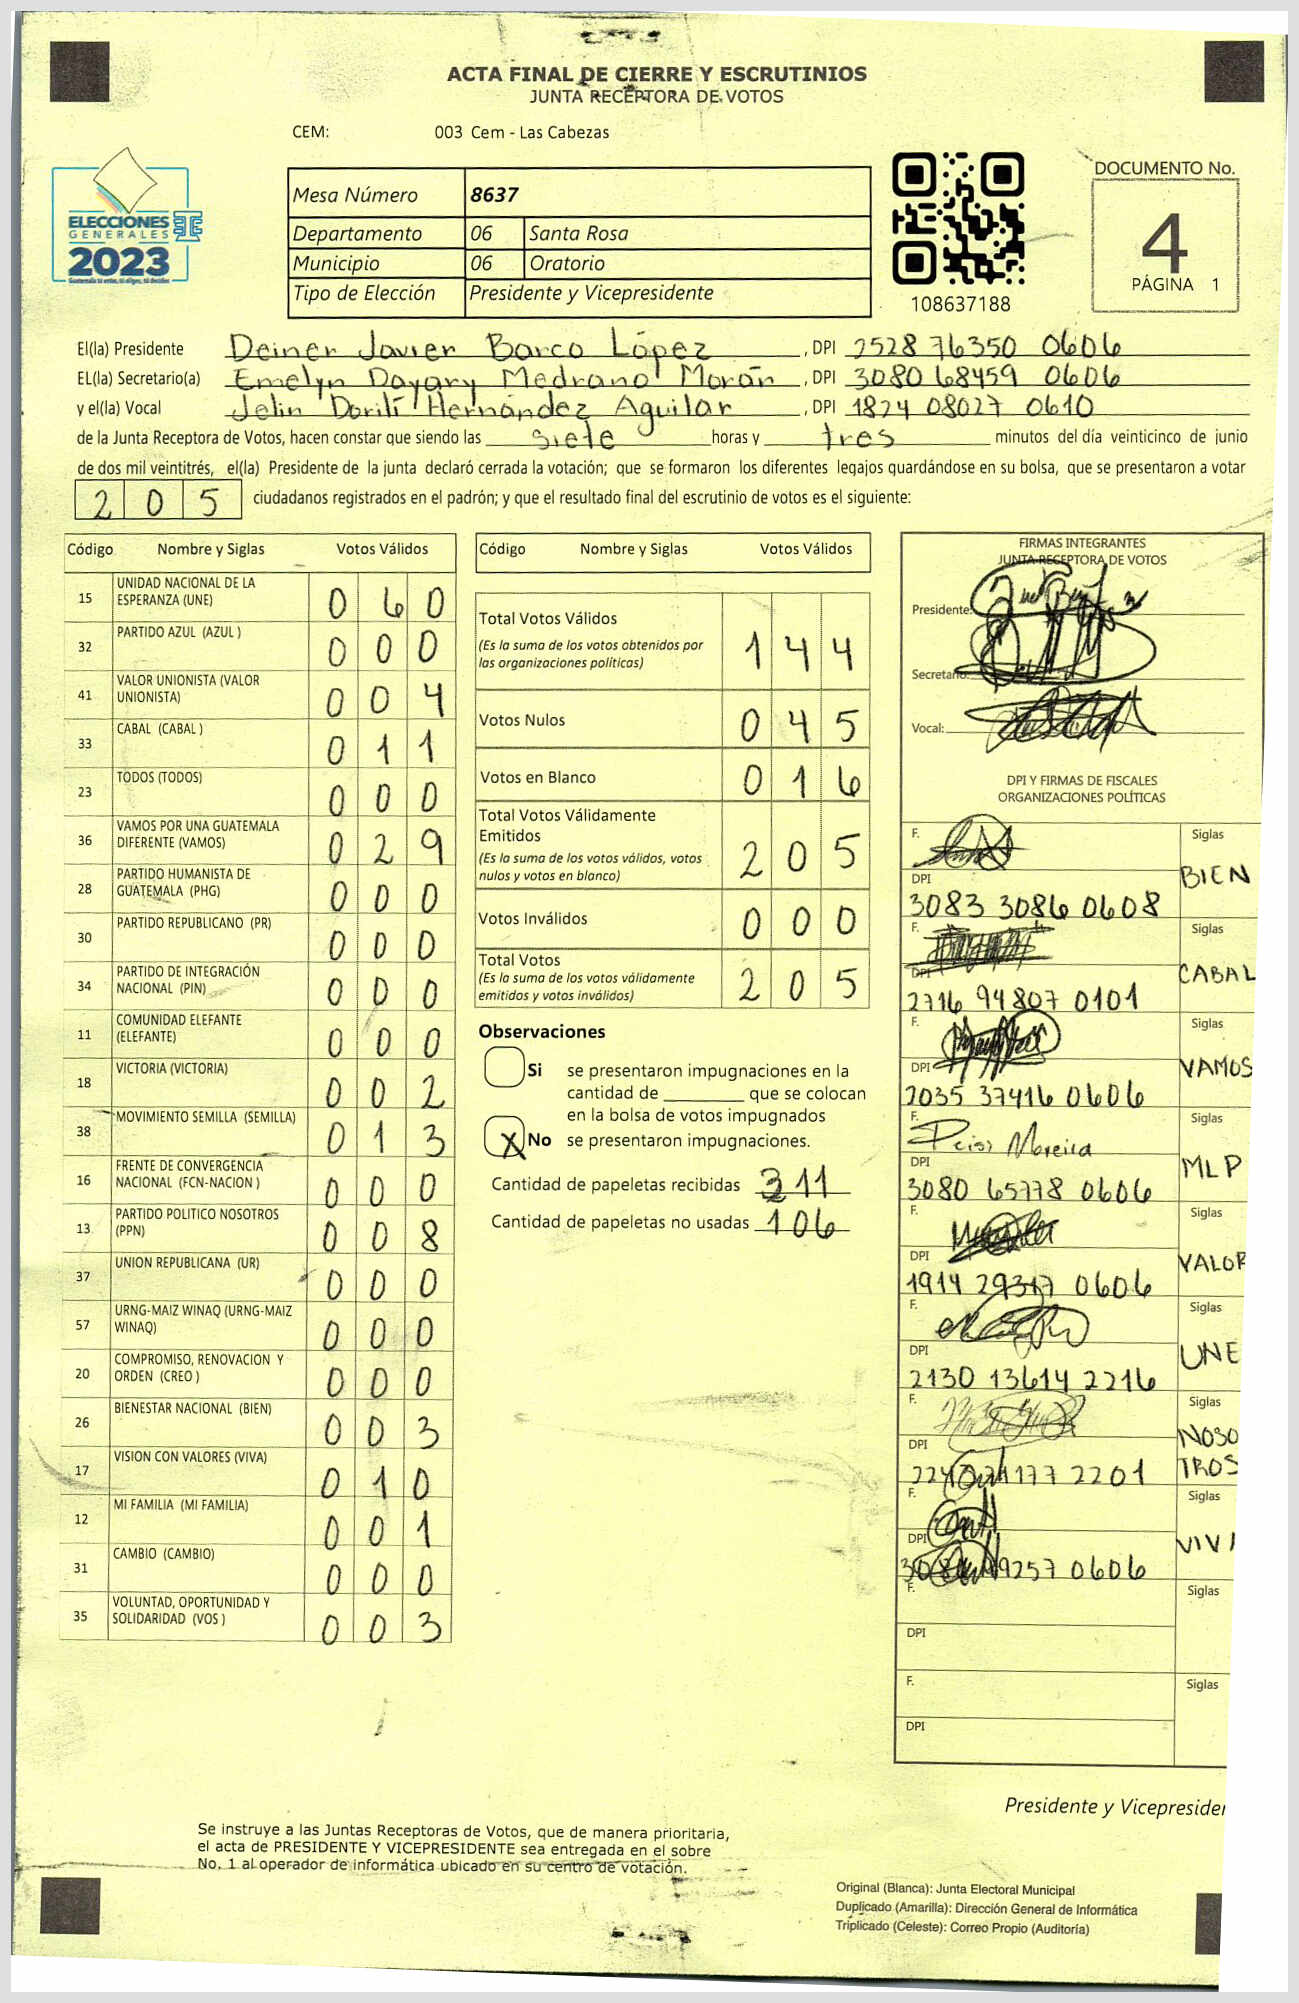 ACTA FINAL DE CIERRE Y ESCRUTINIOS
JUNTA RECEPTORA DE VOTOS
CEM: 003 Cem - Las Cabezas
ELECCIONES
GENERALES
2023
Mesa Número 8637
Departamento 06 Santa Rosa
Municipio 06 Oratorio
Tipo de Elección Presidente y Vicepresidente
108637188
DOCUMENTO No.
4
PÁGINA 1
El(la) Presidente Deiner Javier Barco López, DPI 2528 76350 0606
EL(la) Secretario(a) Emelyn Dayary Medrano Morán, DPI 3080 68459 0606
y el(la) Vocal Jelin Dorili Hernández Aguilar, DPI 1824 08027 0610
de la Junta Receptora de Votos, hacen constar que siendo las siete horas y tres minutos del día veinticinco de junio
de dos mil veintitrés, el(la) Presidente de la junta declaró cerrada la votación; que se formaron los diferentes legajos quardándose en su bolsa, que se presentaron a votar
205 ciudadanos registrados en el padrón; y que el resultado final del escrutinio de votos es el siguiente:
Código Nombre y Siglas Votos Válidos
15 UNIDAD NACIONAL DE LA ESPERANZA (UNE) 0 6 0
32 PARTIDO AZUL (AZUL ) 0 0 0
41 VALOR UNIONISTA (VALOR UNIONISTA) 0 0 4
33 CABAL (CABAL ) 0 1 1
23 TODOS (TODOS) 0 0 0
36 VAMOS POR UNA GUATEMALA DIFERENTE (VAMOS) 0 2 9
28 PARTIDO HUMANISTA DE GUATEMALA (PHG) 0 0 0
30 PARTIDO REPUBLICANO (PR) 0 0 0
34 PARTIDO DE INTEGRACIÓN NACIONAL (PIN) 0 0 0
11 COMUNIDAD ELEFANTE (ELEFANTE) 0 0 0
18 VICTORIA (VICTORIA) 0 0 2
38 MOVIMIENTO SEMILLA (SEMILLA) 0 1 3
16 FRENTE DE CONVERGENCIA NACIONAL (FCN-NACION ) 0 0 0
13 PARTIDO POLITICO NOSOTROS (PPN) 0 0 8
37 UNION REPUBLICANA (UR) 0 0 0
57 URNG-MAIZ WINAQ (URNG-MAIZ WINAQ) 0 0 0
20 COMPROMISO, RENOVACION Y ORDEN (CREO ) 0 0 0
26 BIENESTAR NACIONAL (BIEN) 0 0 3
17 VISION CON VALORES (VIVA) 0 1 0
12 MI FAMILIA (MI FAMILIA) 0 0 1
31 CAMBIO (CAMBIO) 0 0 0
35 VOLUNTAD, OPORTUNIDAD Y SOLIDARIDAD (VOS ) 0 0 3
Código Nombre y Siglas Votos Válidos
Total Votos Válidos 1 4 4
(Es la suma de los votos obtenidos por
las organizaciones políticas)
Votos Nulos 0 4 5
Votos en Blanco 0 1 6
Total Votos Válidamente
Emitidos 2 0 5
(Es la suma de los votos válidos, votos
nulos y votos en blanco)
Votos Inválidos 0 0 0
Total Votos 2 0 5
(Es la suma de los votos válidamente
emitidos y votos inválidos)
Observaciones
Si se presentaron impugnaciones en la
cantidad de ________ que se colocan
en la bolsa de votos impugnados
X No se presentaron impugnaciones.
Cantidad de papeletas recibidas 311
Cantidad de papeletas no usadas 106
FIRMAS INTEGRANTES
JUNTA RECEPTORA DE VOTOS
Presidente:
Secretario:
Vocal:
DPI Y FIRMAS DE FISCALES
ORGANIZACIONES POLÍTICAS
F. Siglas
DPI BIEN
3083 3086 0608
F. Siglas
DPI CABAL
2716 94807 0101
F. Siglas
DPI VAMOS
2035 37416 0606
F. Moreira Siglas
DPI MLP
3080 65778 0606
F. Siglas
DPI VALOR
1914 29317 0606
F. Siglas
DPI UNE
2130 13614 2216
F. Siglas
DPI NOSO
TROS
2201
F. Siglas
DPI VIV
9257 0606
F. Siglas
DPI
F. Siglas
DPI
Presidente y Vicepresiden
Se instruye a las Juntas Receptoras de Votos, que de manera prioritaria,
el acta de PRESIDENTE Y VICEPRESIDENTE sea entregada en el sobre
No. 1 al operador de informática ubicado en su centro de votación.
Original (Blanca): Junta Electoral Municipal
Duplicado (Amarilla): Dirección General de Informática
Triplicado (Celeste): Correo Propio (Auditoría)